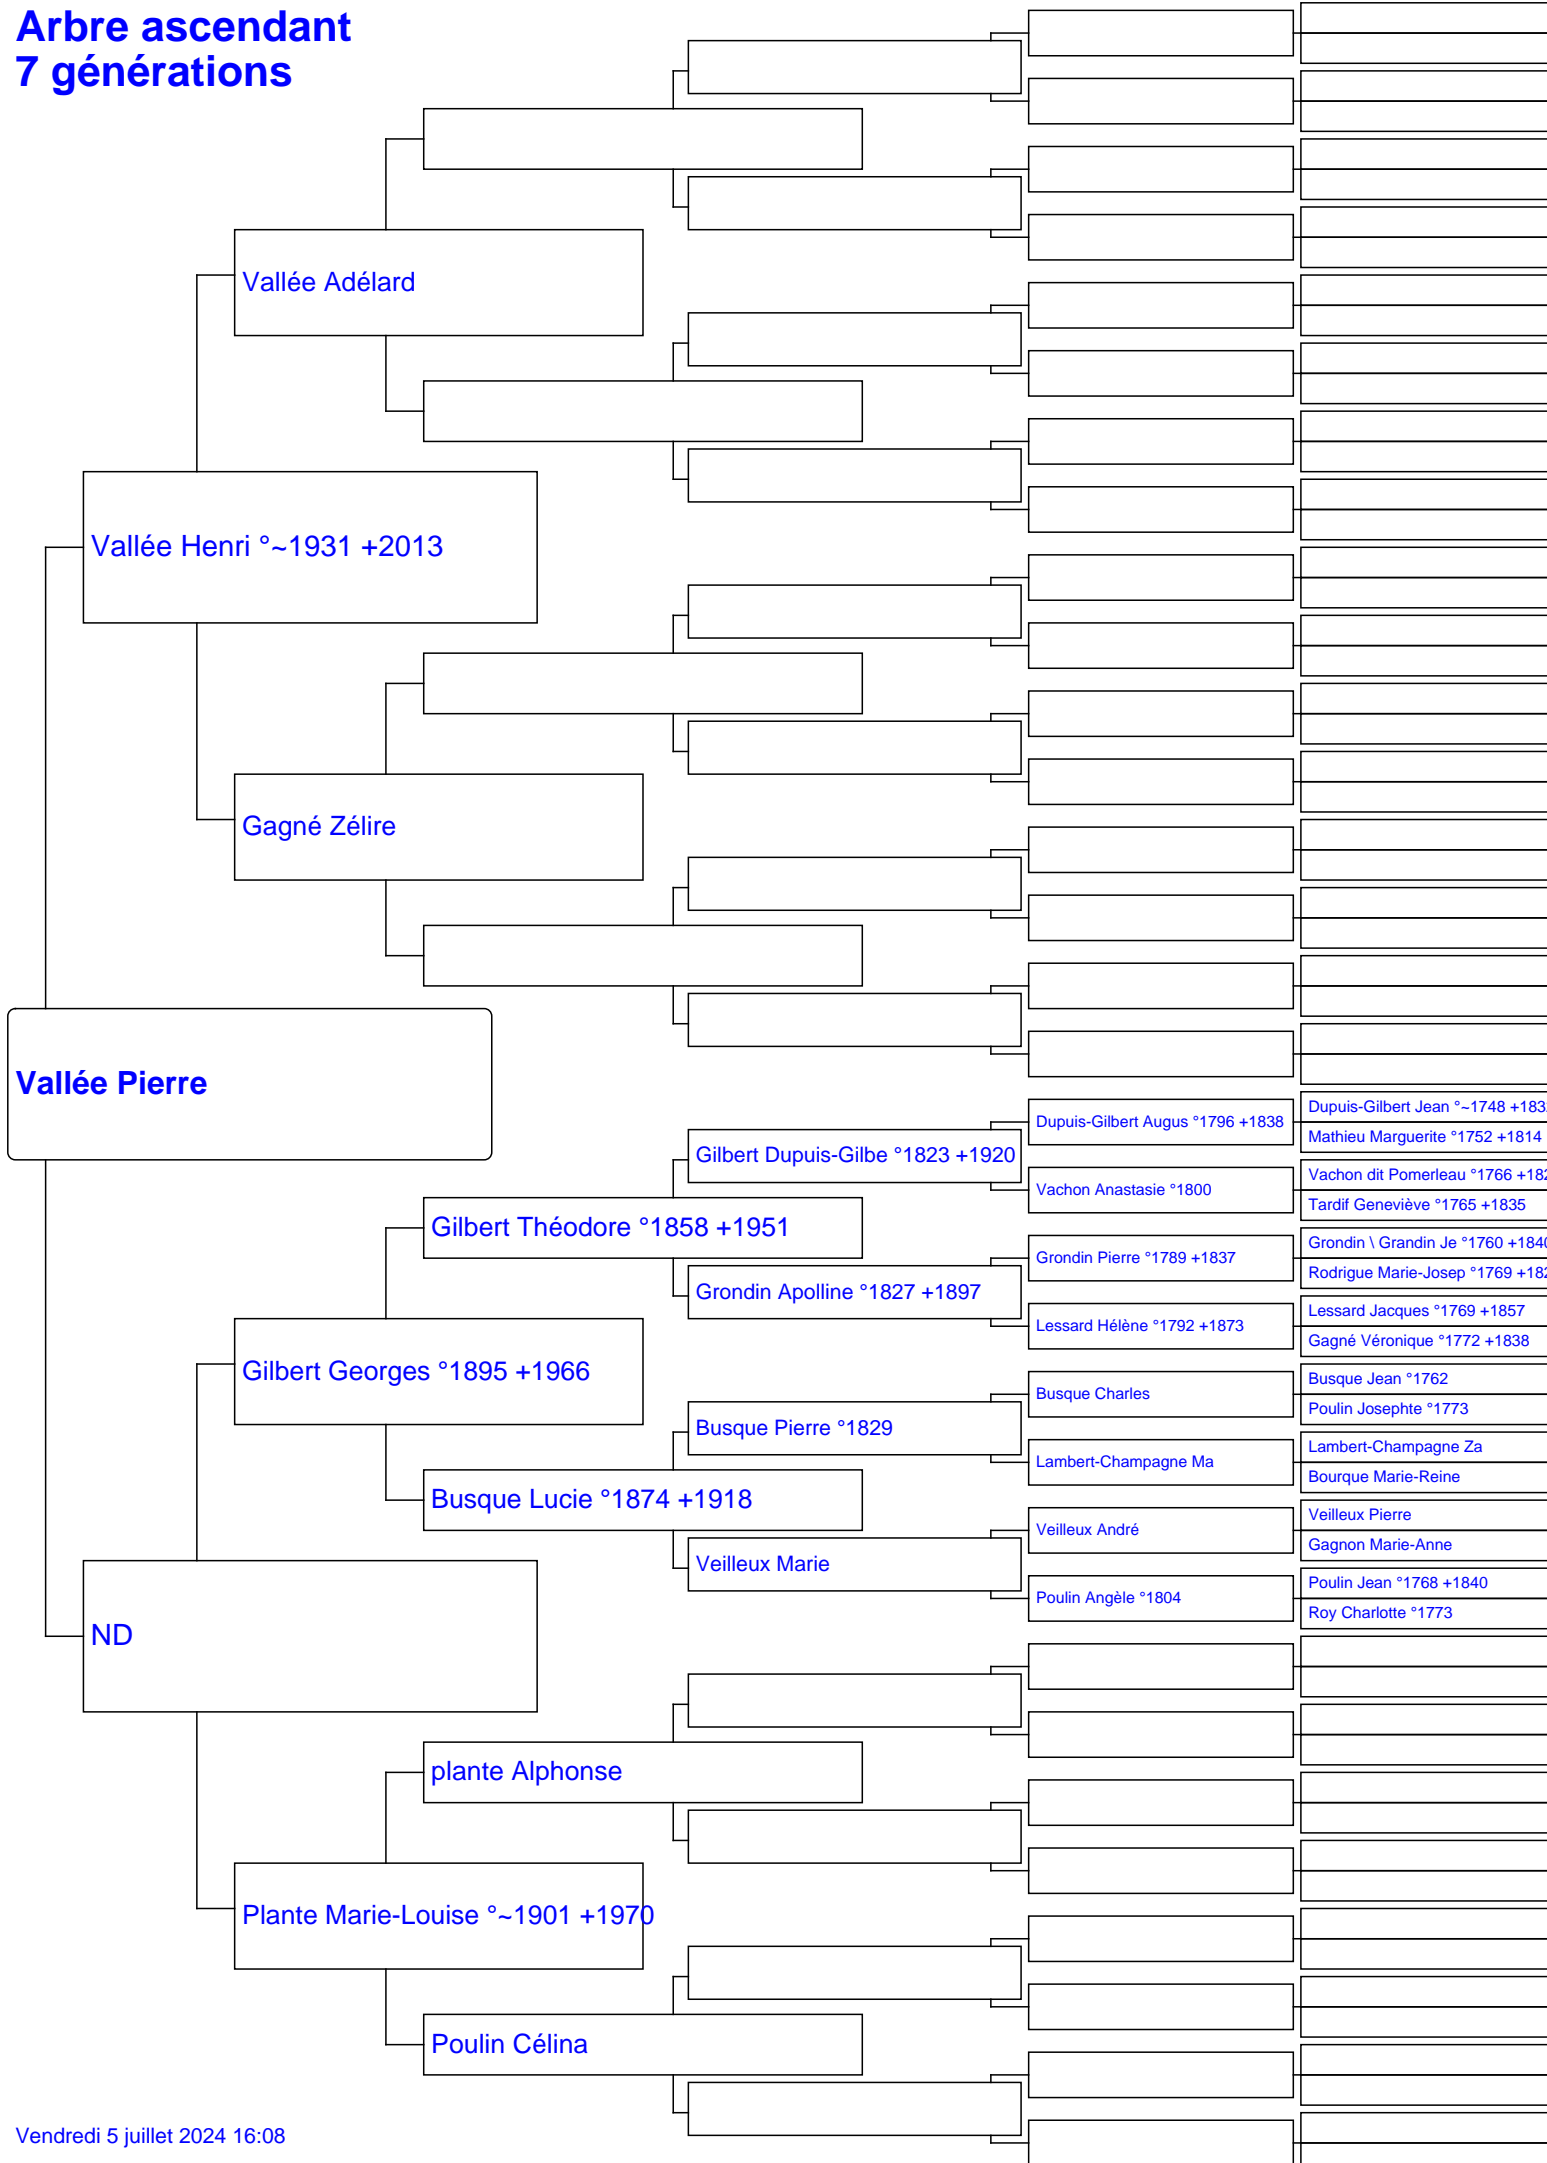 Arbre ascendant
7 générations
Vallée Adélard
Vallée Henri °~1931 +2013
Gagné Zélire
Vallée Pierre
Dupuis-Gilbert Jean °~1748 +183
Dupuis-Gilbert Augus °1796 +1838
Mathieu Marguerite °1752 +1814
Gilbert Dupuis-Gilbe °1823 +1920
Vachon dit Pomerleau °1766 +182
Vachon Anastasie °1800
Tardif Geneviève °1765 +1835
Gilbert Théodore °1858 +1951
Grondin \ Grandin Je °1760 +1840
Grondin Pierre °1789 +1837
Rodrigue Marie-Josep °1769 +182
Grondin Apolline °1827 +1897
Lessard Jacques °1769 +1857
Lessard Hélène °1792 +1873
Gagné Véronique °1772 +1838
Gilbert Georges °1895 +1966
Busque Jean °1762
Busque Charles
Poulin Josephte °1773
Busque Pierre °1829
Lambert-Champagne Za
Lambert-Champagne Ma
Bourque Marie-Reine
Busque Lucie °1874 +1918
Veilleux Pierre
Veilleux André
Gagnon Marie-Anne
Veilleux Marie
Poulin Jean °1768 +1840
Poulin Angèle °1804
Roy Charlotte °1773
ND
plante Alphonse
Plante Marie-Louise °~1901 +1970
Poulin Célina
Vendredi 5 juillet 2024 16:08